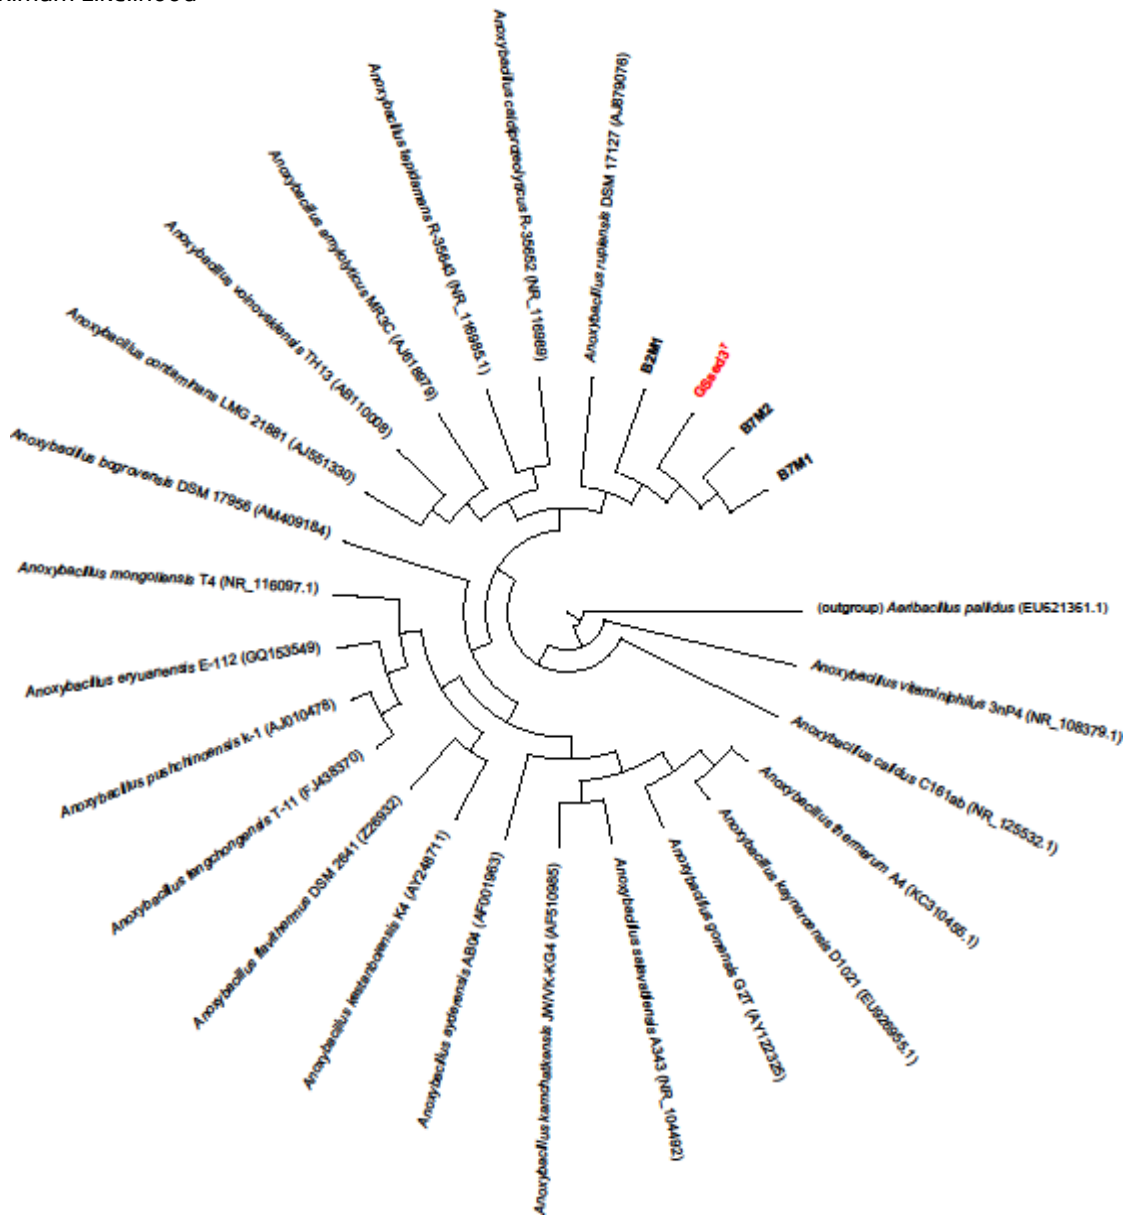 Anoxybacillus caldiproteolyticus R-35652 (NR_116989)
Anoxybacillus rupiensis DSM 17127 (AJ879076)
Anoxybacillus tepidamans R-35643 (NR_116985.1)
Anoxybacillus amylolyticus MR3C (AJ618979)
Anoxybacillus voinovskiensis TH13 (AB110008)
Anoxybacillus contaminans LMG 21881 (AJ551330)
Anoxybacillus bogrovensis DSM 17956 (AM409184)
Anoxybacillus mongoliensis T4 (NR_116097.1)
Anoxybacillus eryuanensis E-112 (GQ153549)
Anoxybacillus pushchinoensis k-1 (AJ010478)
Anoxybacillus tengchongensis T-11 (FJ438370)
Anoxybacillus flavithermus DSM 2641 (Z26932)
Anoxybacillus kestanbolensis K4 (AY248711)
Anoxybacillus ayderensis AB04 (AF001963)
Anoxybacillus kamchatkensis JW/VK-KG4 (AF510985)
Anoxybacillus salavatliensis A343 (NR_104492)
Anoxybacillus gonensis G2T (AY122325)
Anoxybacillus kaynarcensis D1021 (EU926955.1)
Anoxybacillus thermarum A4 (KC310455.1)
Anoxybacillus calidus C161ab (NR_125532.1)
Anoxybacillus vitaminiphilus 3nP4 (NR_108379.1)
(outgroup) Aeribacillus pallidus (EU621361.1)
B7M1
B7M2
GSsed3⁷
B2M1